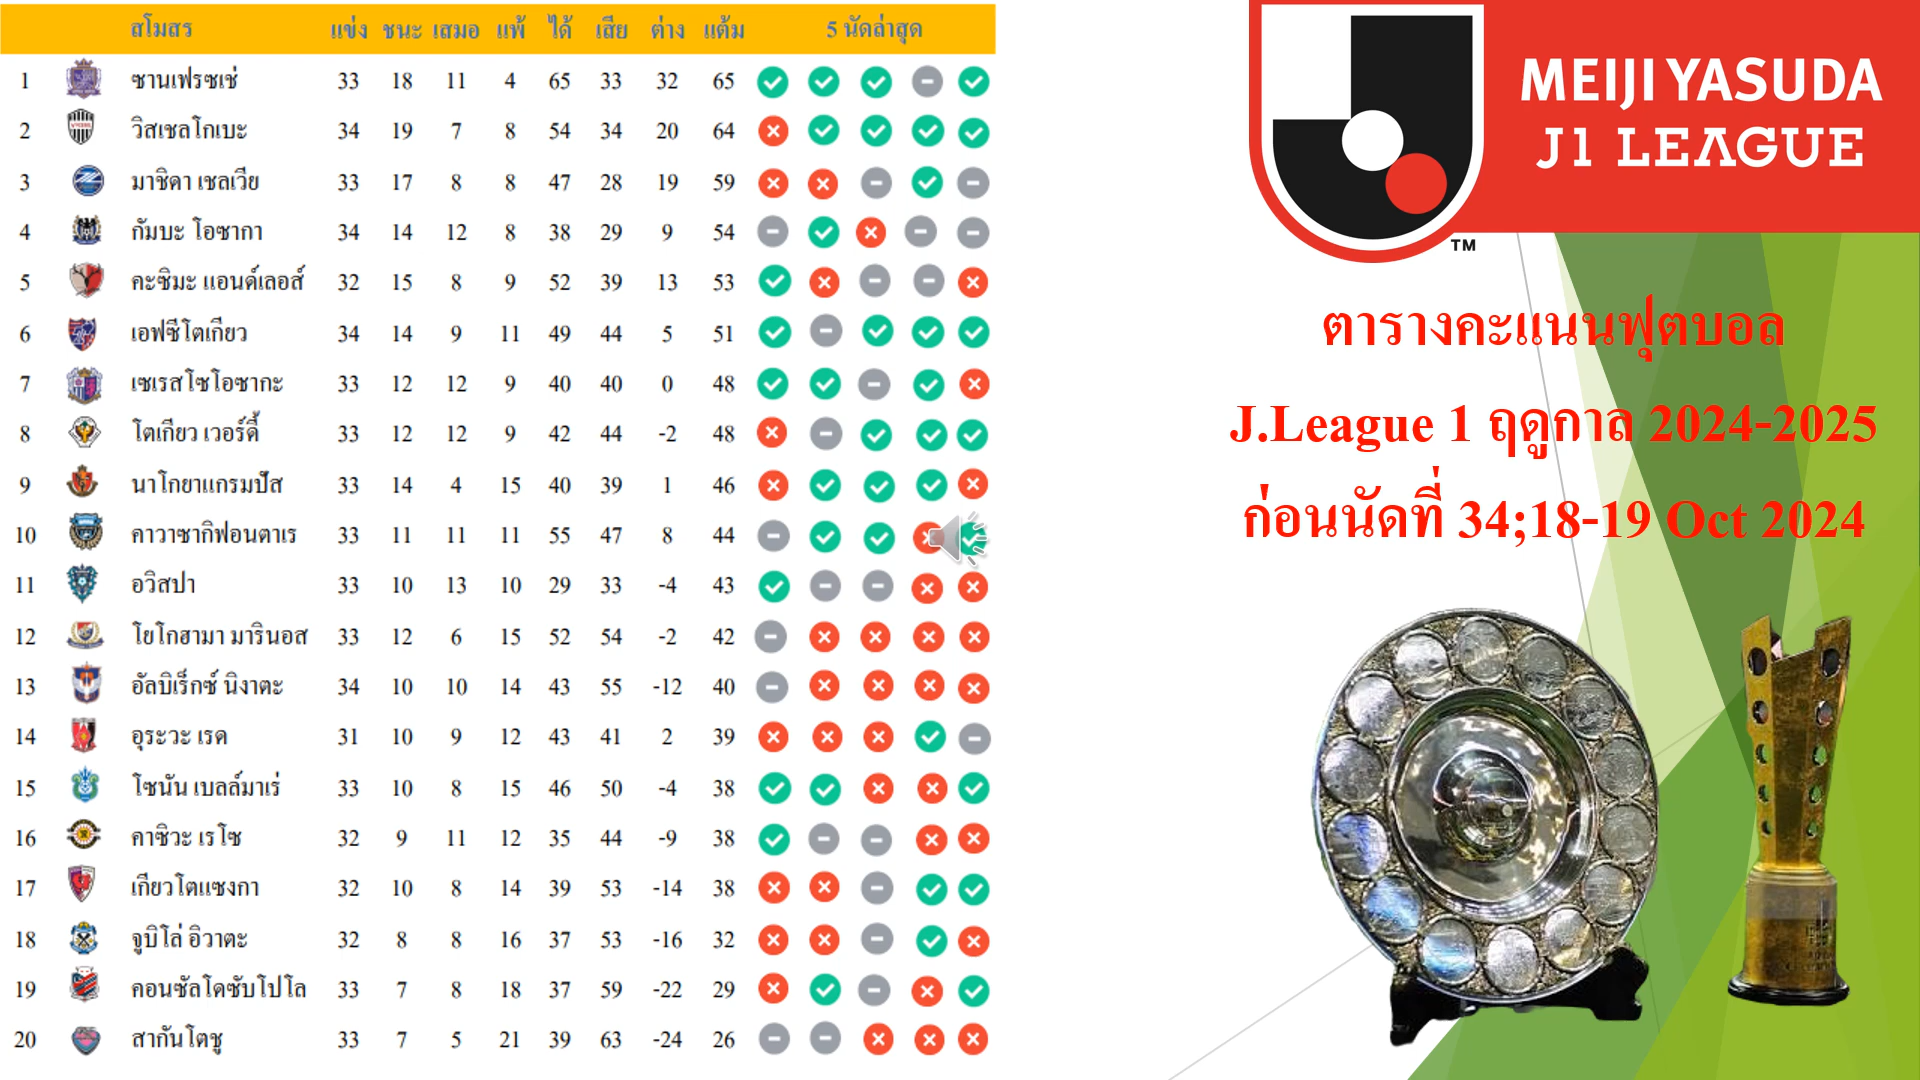 สโมสร แข่ง ชนะ เสมอ แพ้ ได้ เสีย ต่าง แต้ม 5 นัดล่าสุด
1 ซานเฟรซเช่ 33 18 11 4 65 33 32 65
2 วิสเซลโกเบะ 34 19 7 8 54 34 20 64
3 มาชิดา เซลเวีย 33 17 8 8 47 28 19 59
4 กัมบะ โอซากา 34 14 12 8 38 29 9 54
5 คะซิมะ แอนด์เลอส์ 32 15 8 9 52 39 13 53
6 เอฟซีโตเกียว 34 14 9 11 49 44 5 51
7 เซเรสโซโอซากะ 33 12 12 9 40 40 0 48
8 โตเกียว เวอร์ดี้ 33 12 12 9 42 44 -2 48
9 นาโกยาแกรมปัส 33 14 4 15 40 39 1 46
10 คาวาซากิฟอนตาเร 33 11 11 11 55 47 8 44
11 อวิสปา 33 10 13 10 29 33 -4 43
12 โยโกฮามา มารินอส 33 12 6 15 52 54 -2 42
13 อัลบิเร็กซ์ นิงาตะ 34 10 10 14 43 55 -12 40
14 อุระวะ เรด 31 10 9 12 43 41 2 39
15 โชนัน เบลล์มาเร่ 33 10 8 15 46 50 -4 38
16 คาซิวะ เรโซ 32 9 11 12 35 44 -9 38
17 เกียวโตแซงกา 32 10 8 14 39 53 -14 38
18 จูบิโล่ อิวาตะ 32 8 8 16 37 53 -16 32
19 คอนซัลโดซัปโปโล 33 7 8 18 37 59 -22 29
20 สากันโตซู 33 7 5 21 39 63 -24 26
MEIJI YASUDA
J1 LEAGUE
TM
ตารางคะแนนฟุตบอล
J.League 1 ฤดูกาล 2024-2025
ก่อนนัดที่ 34;18-19 Oct 2024